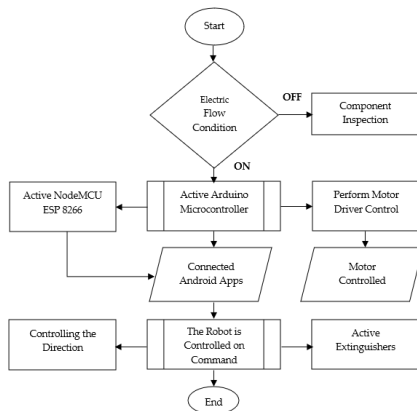 Start
Electric
Flow
Condition
OFF
Component
Inspection
ON
Active NodeMCU
ESP 8266
Active Arduino
Microcontroller
Perform Motor
Driver Control
Connected
Android Apps
Motor
Controlled
Controlling the
Direction
The Robot is
Controlled on
Command
Active
Extinguishers
End